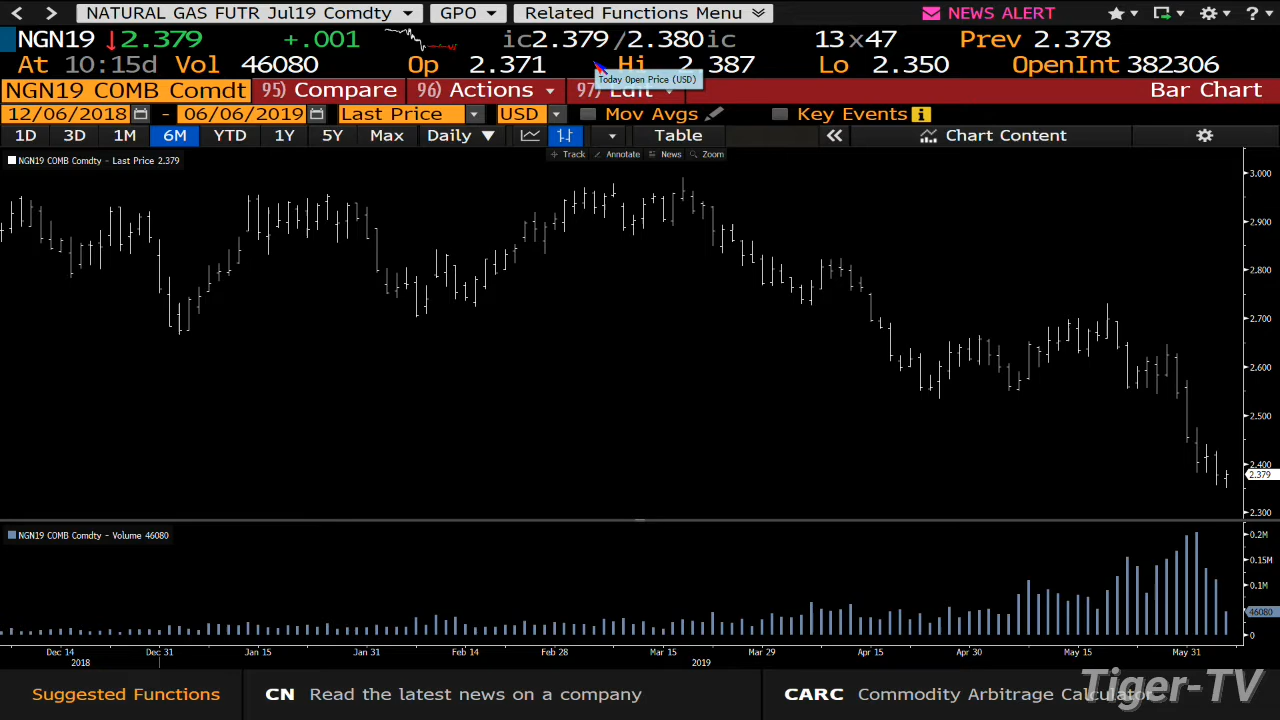 NATURAL GAS FUTR Jul19 Comdty GPO Related Functions Menu NEWS ALERT ?
NGN19 ↓2.379 +.001 ic2.379/2.380ic 13x47 Prev 2.378
At 10:15d Vol 46080 Op 2.371 Hi 2.387 Lo 2.350 OpenInt 382306
Today Open Price (USD)
NGN19 COMB Comdt 95) Compare 96) Actions 97) Edit Bar Chart
12/06/2018 - 06/06/2019 Last Price USD Mov Avgs Key Events i
1D 3D 1M 6M YTD 1Y 5Y Max Daily ▼ Table « Chart Content
Track Annotate News Zoom
NGN19 COMB Comdty - Last Price 2.379
3.000
2.900
2.800
2.700
2.600
2.500
2.400
2.379
2.300
NGN19 COMB Comdty - Volume 46080
0.2M
0.15M
0.1M
46080
0
Dec 14 Dec 31 Jan 15 Jan 31 Feb 14 Feb 28 Mar 15 Mar 29 Apr 15 Apr 30 May 15 May 31
2018 2019
Suggested Functions CN Read the latest news on a company CARC Commodity Arbitrage Calculator
Tiger-TV